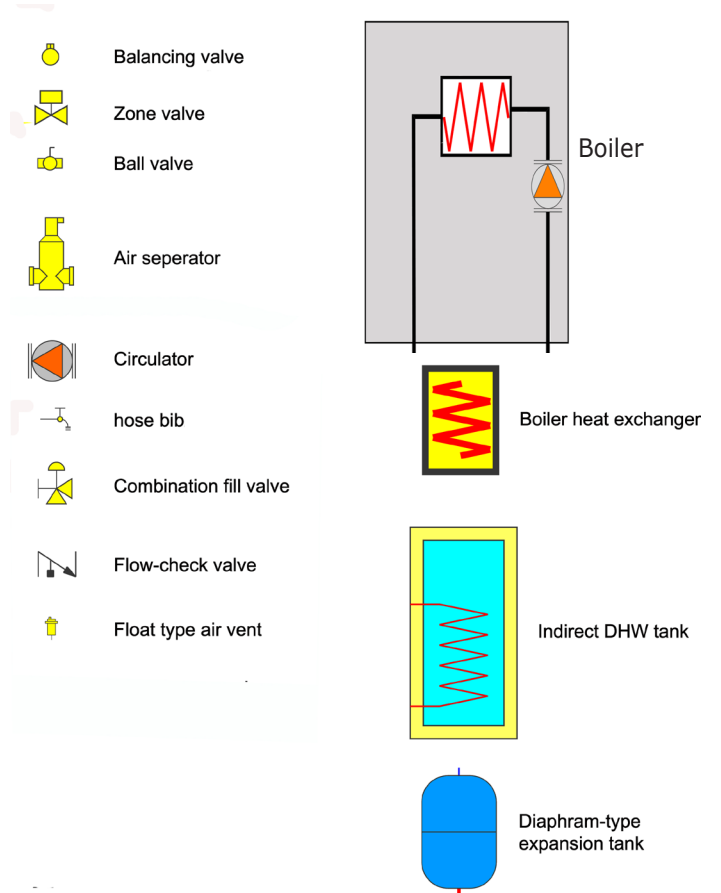 Balancing valve
Zone valve
Ball valve
Air seperator
Circulator
hose bib
Combination fill valve
Flow-check valve
Float type air vent
Boiler
Boiler heat exchanger
Indirect DHW tank
Diaphram-type
expansion tank